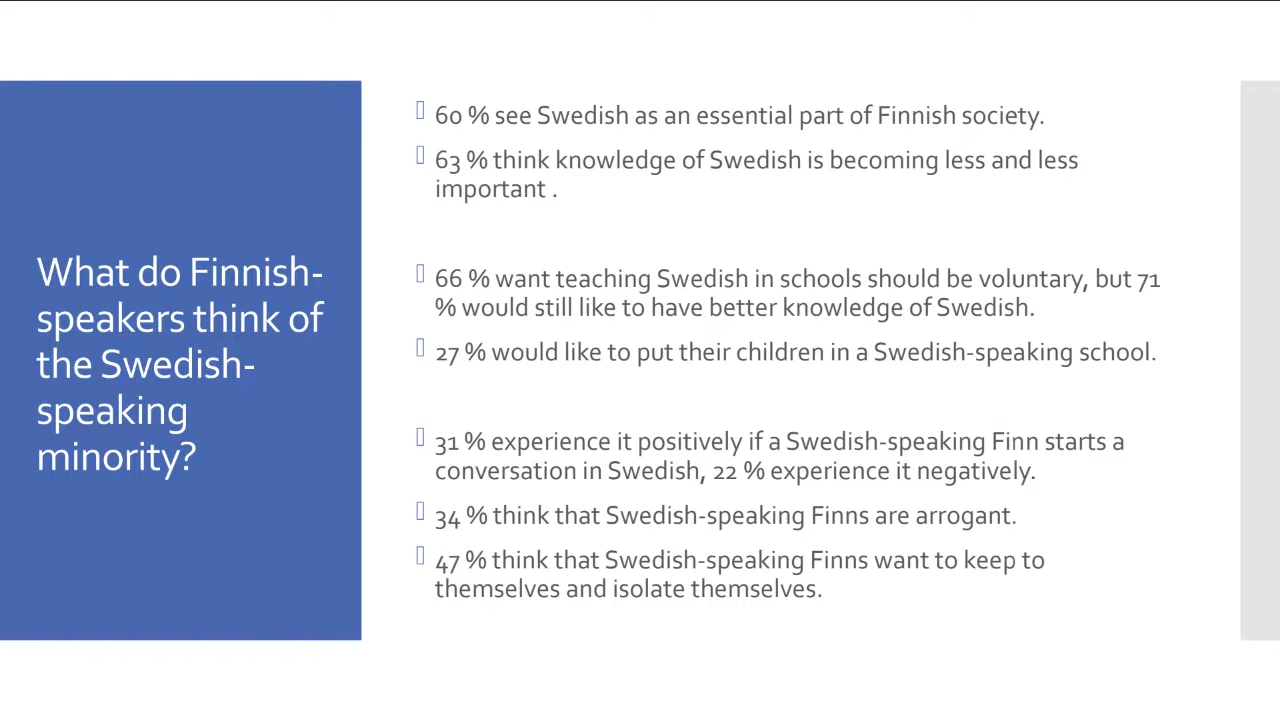 What do Finnish-
speakers think of
the Swedish-
speaking
minority?
60 % see Swedish as an essential part of Finnish society.
63 % think knowledge of Swedish is becoming less and less
important .
66 % want teaching Swedish in schools should be voluntary, but 71
% would still like to have better knowledge of Swedish.
27 % would like to put their children in a Swedish-speaking school.
31 % experience it positively if a Swedish-speaking Finn starts a
conversation in Swedish, 22 % experience it negatively.
34 % think that Swedish-speaking Finns are arrogant.
47 % think that Swedish-speaking Finns want to keep to
themselves and isolate themselves.